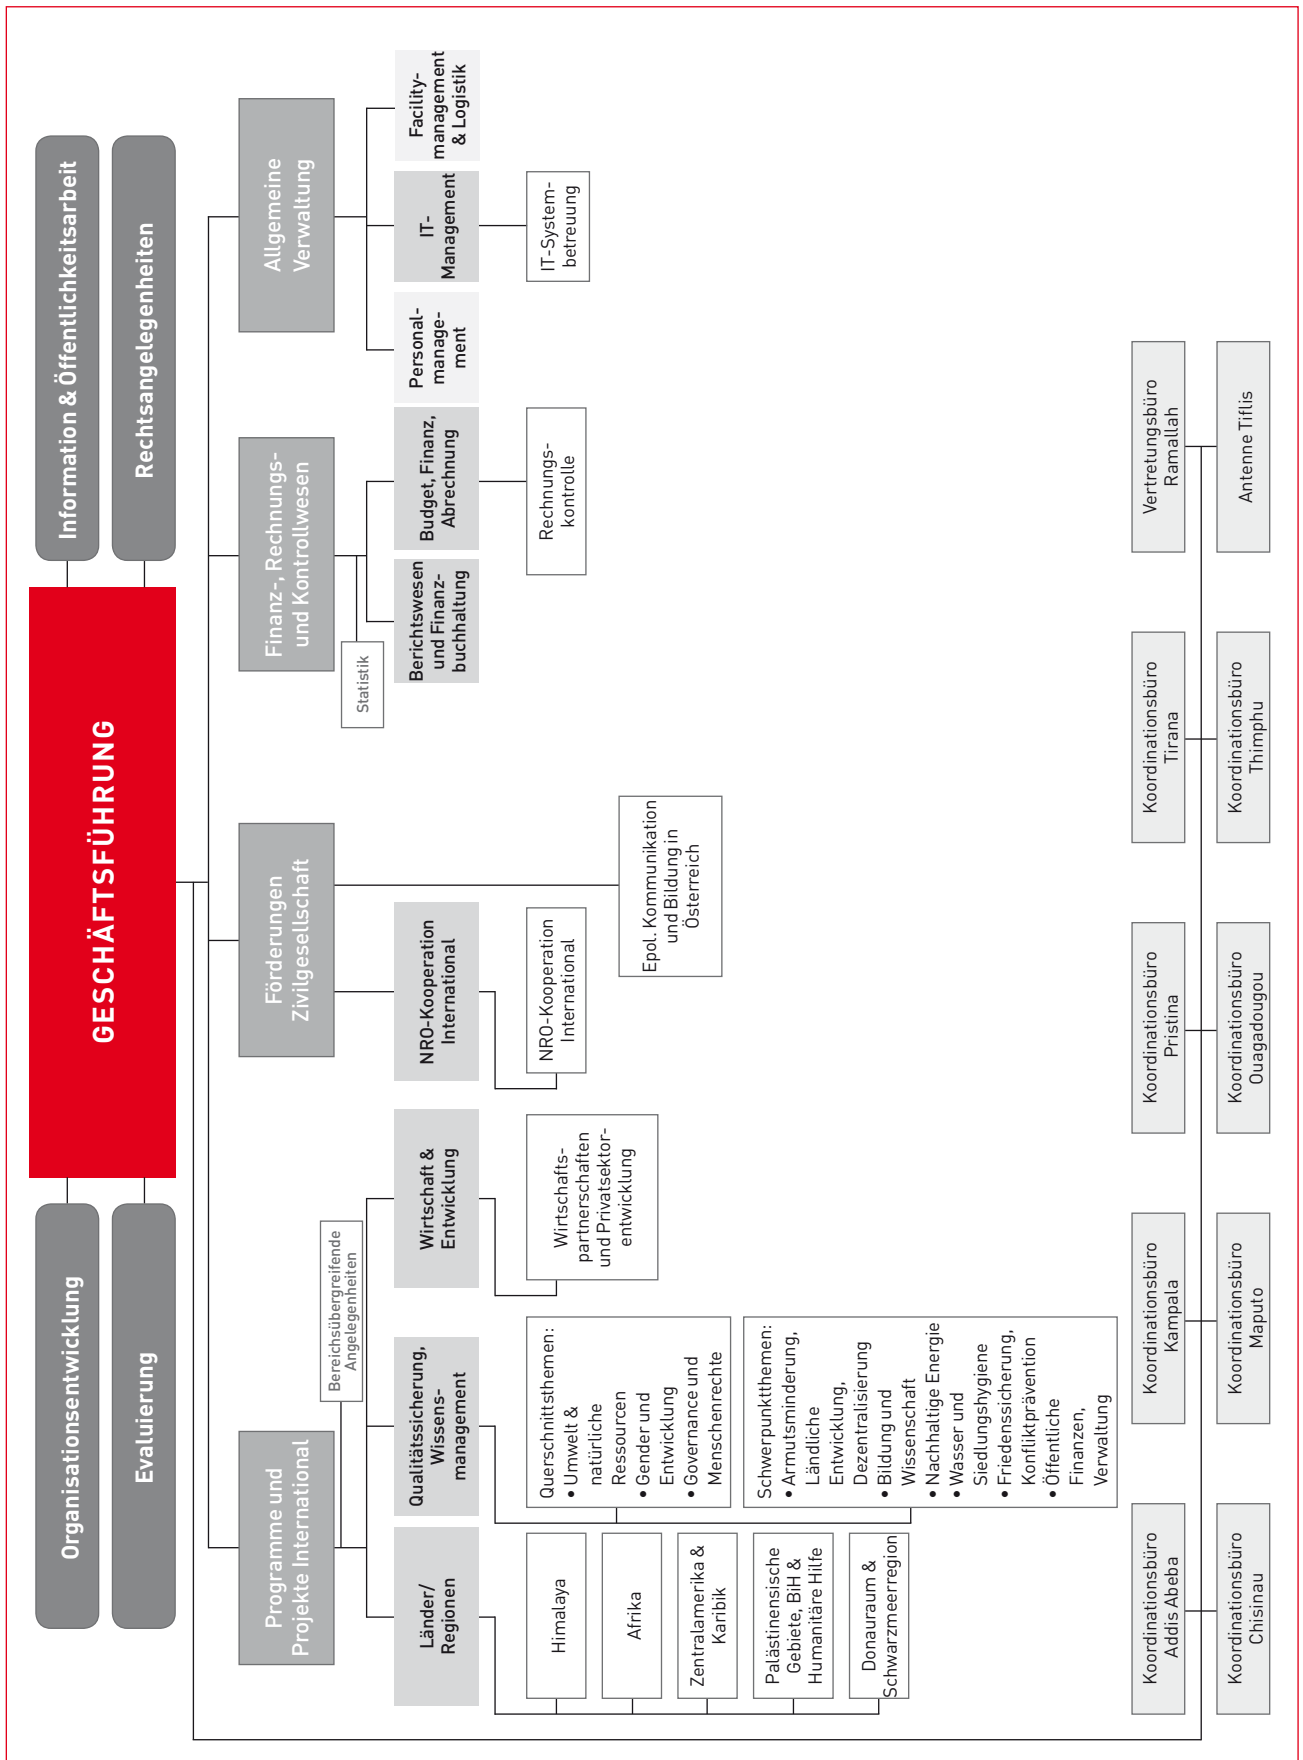 Organisationsentwicklung
Evaluierung
GESCHÄFTSFÜHRUNG
Information & Öffentlichkeitsarbeit
Rechtsangelegenheiten
Programme und
Projekte International
Bereichsübergreifende
Angelegenheiten
Länder/
Regionen
Himalaya
Afrika
Zentralamerika &
Karibik
Palästinensische
Gebiete, BiH &
Humanitäre Hilfe
Donauraum &
Schwarzmeerregion
Qualitätssicherung,
Wissens-
management
Querschnittsthemen:
• Umwelt &
natürliche
Ressourcen
• Gender und
Entwicklung
• Governance und
Menschenrechte
Schwerpunktthemen:
• Armutsminderung,
Ländliche
Entwicklung,
Dezentralisierung
• Bildung und
Wissenschaft
• Nachhaltige Energie
• Wasser und
Siedlungshygiene
• Friedenssicherung,
Konfliktprävention
• Öffentliche
Finanzen,
Verwaltung
Wirtschaft &
Entwicklung
Wirtschafts-
partnerschaften
und Privatsektor-
entwicklung
Förderungen
Zivilgesellschaft
NRO-Kooperation
International
NRO-Kooperation
International
Epol. Kommunikation
und Bildung in
Österreich
Finanz-, Rechnungs-
und Kontrollwesen
Statistik
Berichtswesen
und Finanz-
buchhaltung
Budget, Finanz,
Abrechnung
Rechnungs-
kontrolle
Allgemeine
Verwaltung
Personal-
manage-
ment
IT-
Management
IT-System-
betreuung
Facility-
management
& Logistik
Koordinationsbüro
Addis Abeba
Koordinationsbüro
Kampala
Koordinationsbüro
Pristina
Koordinationsbüro
Tirana
Vertretungsbüro
Ramallah
Koordinationsbüro
Chisinau
Koordinationsbüro
Maputo
Koordinationsbüro
Ouagadougou
Koordinationsbüro
Thimphu
Antenne Tiflis